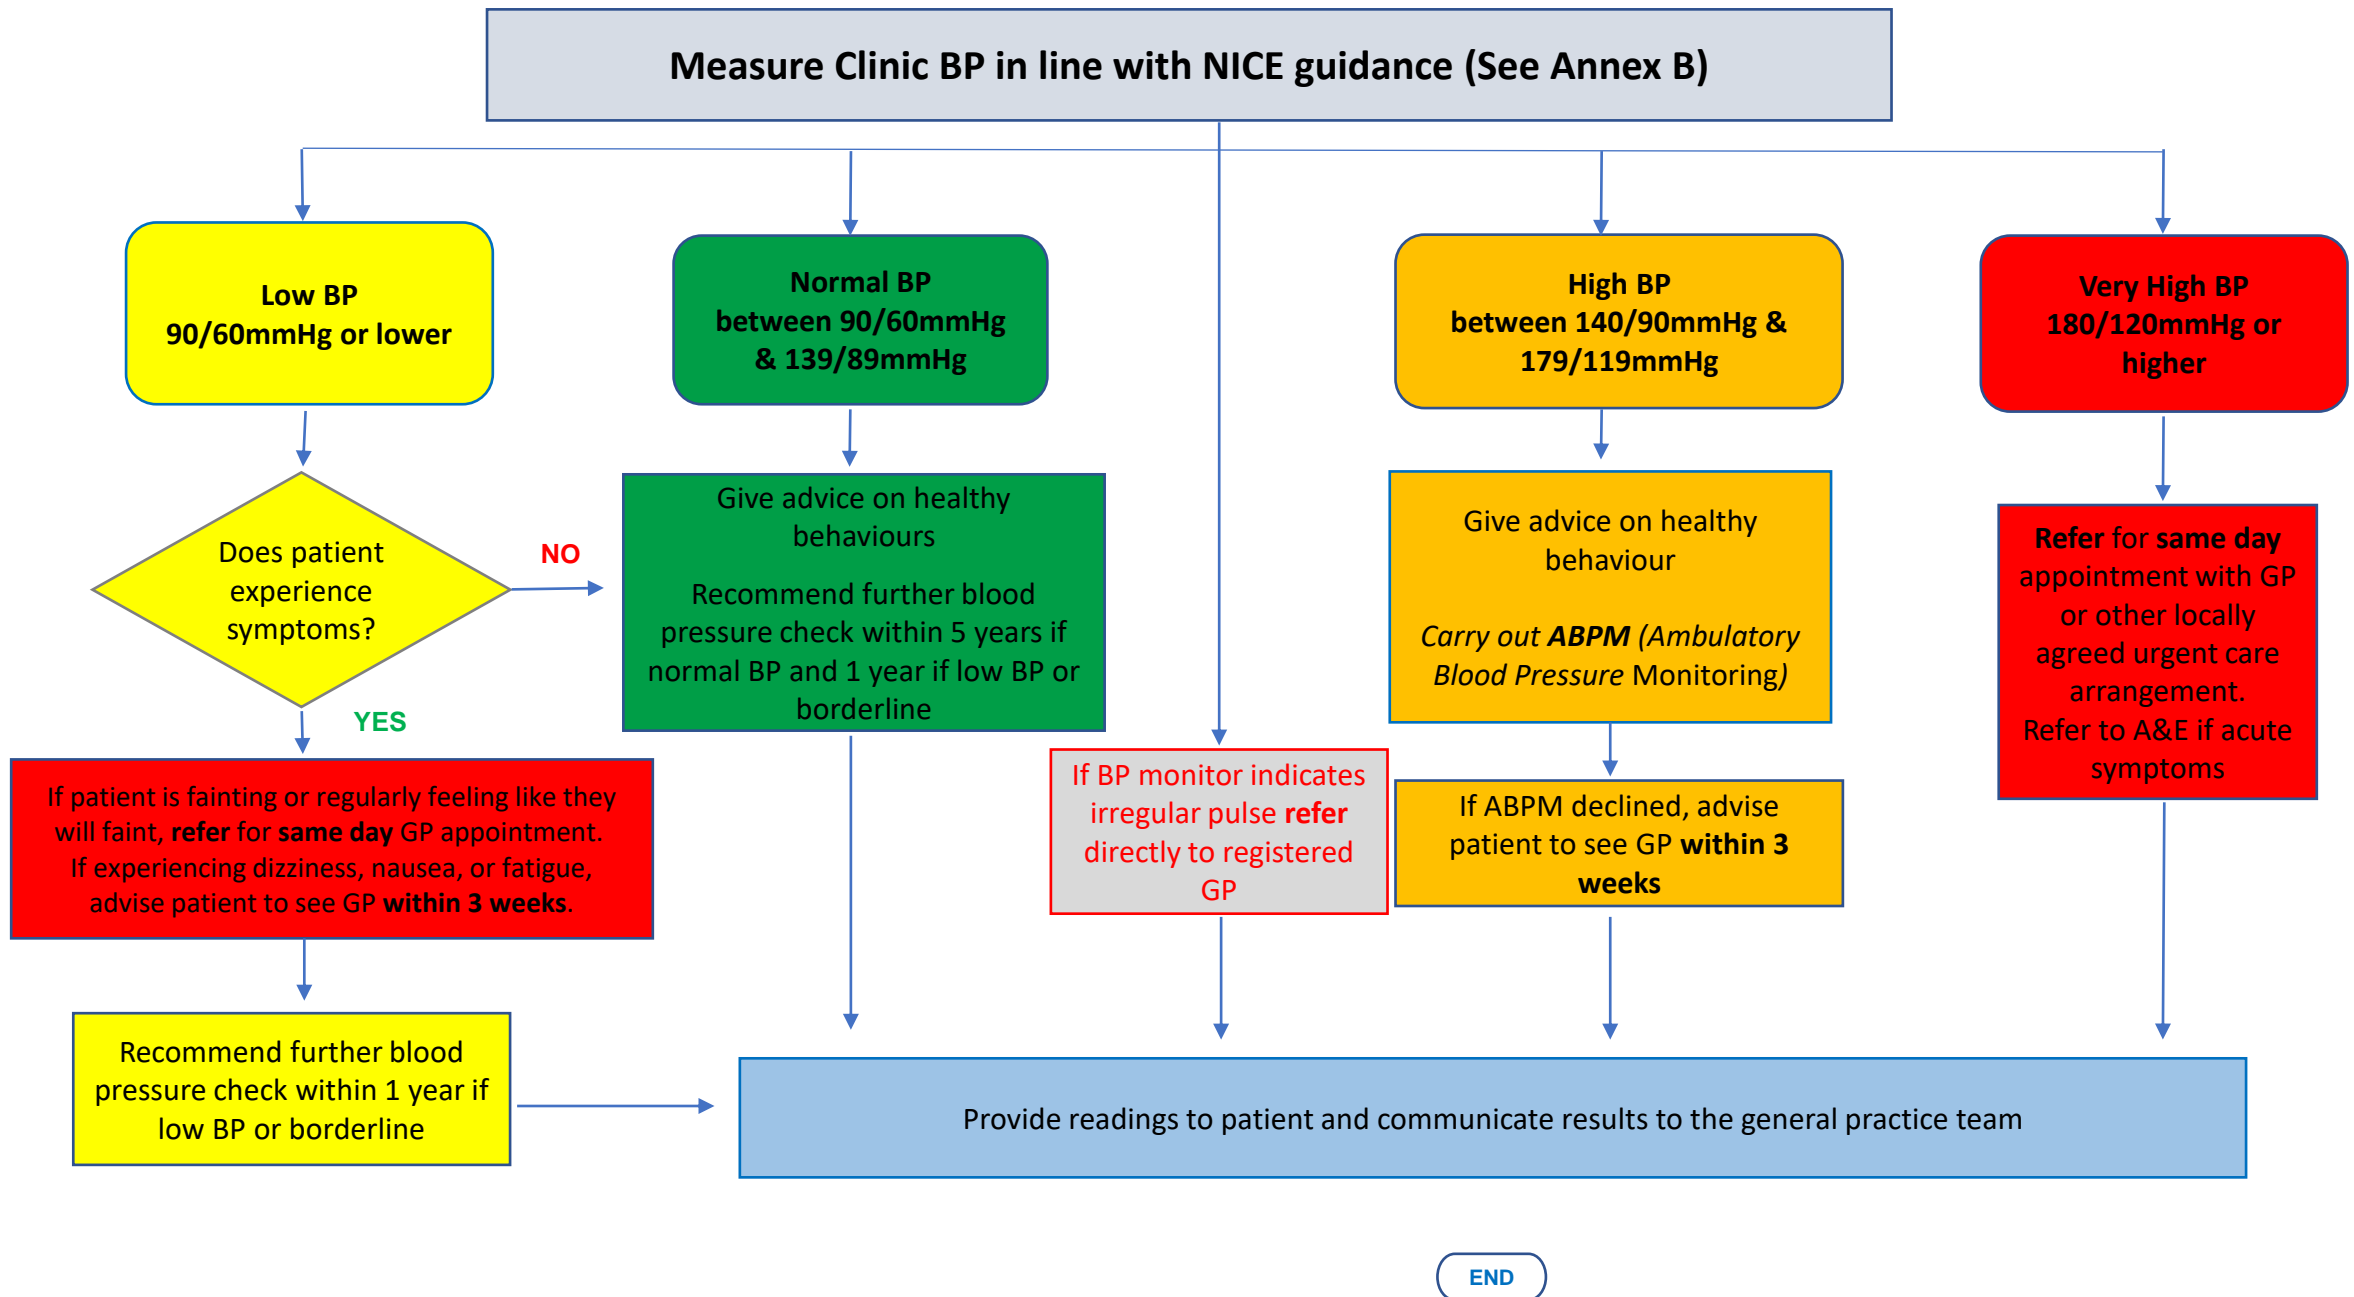 Measure Clinic BP in line with NICE guidance (See Annex B)
Low BP
90/60mmHg or lower
Normal BP
between 90/60mmHg
& 139/89mmHg
High BP
between 140/90mmHg &
179/119mmHg
Very High BP
180/120mmHg or
higher
Does patient
experience
symptoms?
NO
YES
Give advice on healthy
behaviours
Recommend further blood
pressure check within 5 years if
normal BP and 1 year if low BP or
borderline
Give advice on healthy
behaviour
Carry out ABPM (Ambulatory
Blood Pressure Monitoring)
Refer for same day
appointment with GP
or other locally
agreed urgent care
arrangement.
Refer to A&E if acute
symptoms
If patient is fainting or regularly feeling like they
will faint, refer for same day GP appointment.
If experiencing dizziness, nausea, or fatigue,
advise patient to see GP within 3 weeks.
If BP monitor indicates
irregular pulse refer
directly to registered
GP
If ABPM declined, advise
patient to see GP within 3
weeks
Recommend further blood
pressure check within 1 year if
low BP or borderline
Provide readings to patient and communicate results to the general practice team
END